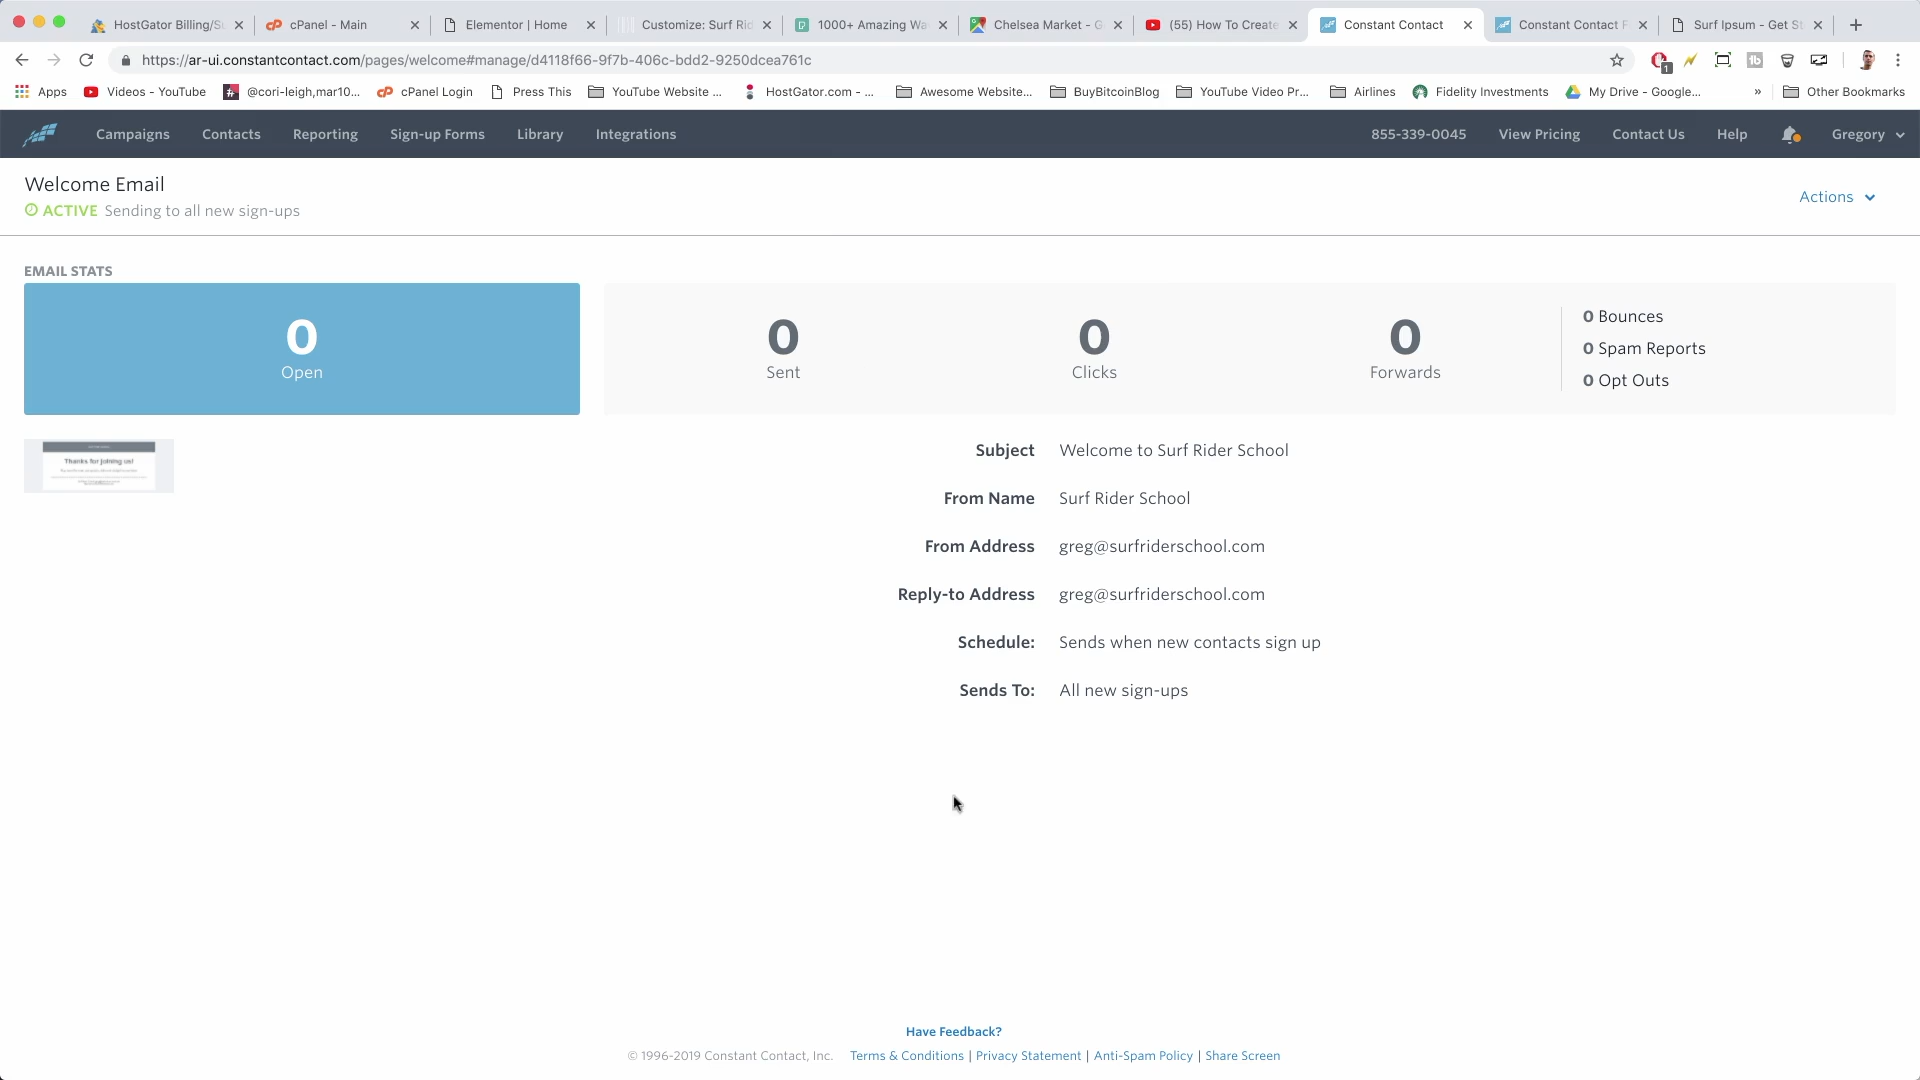 HostGator Billing/S
cPanel - Main
Elementor | Home
Customize: Surf Rid
1000+ Amazing Wa
Chelsea Market - G
(55) How To Create
Constant Contact
Constant Contact F
Surf Ipsum - Get St
https://ar-ui.constantcontact.com/pages/welcome#manage/d4118f66-9f7b-406c-bdd2-9250dcea761c
1
Apps
Videos - YouTube
@cori-leigh,mar10...
cPanel Login
Press This
YouTube Website ...
HostGator.com - ...
Awesome Website...
BuyBitcoinBlog
YouTube Video Pr...
Airlines
Fidelity Investments
My Drive - Google...
»
Other Bookmarks
Campaigns
Contacts
Reporting
Sign-up Forms
Library
Integrations
855-339-0045
View Pricing
Contact Us
Help
Gregory
Welcome Email
Actions
ACTIVE Sending to all new sign-ups
EMAIL STATS
0
Open
0
Sent
0
Clicks
0
Forwards
0 Bounces
0 Spam Reports
0 Opt Outs
Thanks for joining us!
Subject Welcome to Surf Rider School
From Name Surf Rider School
From Address greg@surfriderschool.com
Reply-to Address greg@surfriderschool.com
Schedule: Sends when new contacts sign up
Sends To: All new sign-ups
Have Feedback?
© 1996-2019 Constant Contact, Inc. Terms & Conditions | Privacy Statement | Anti-Spam Policy | Share Screen